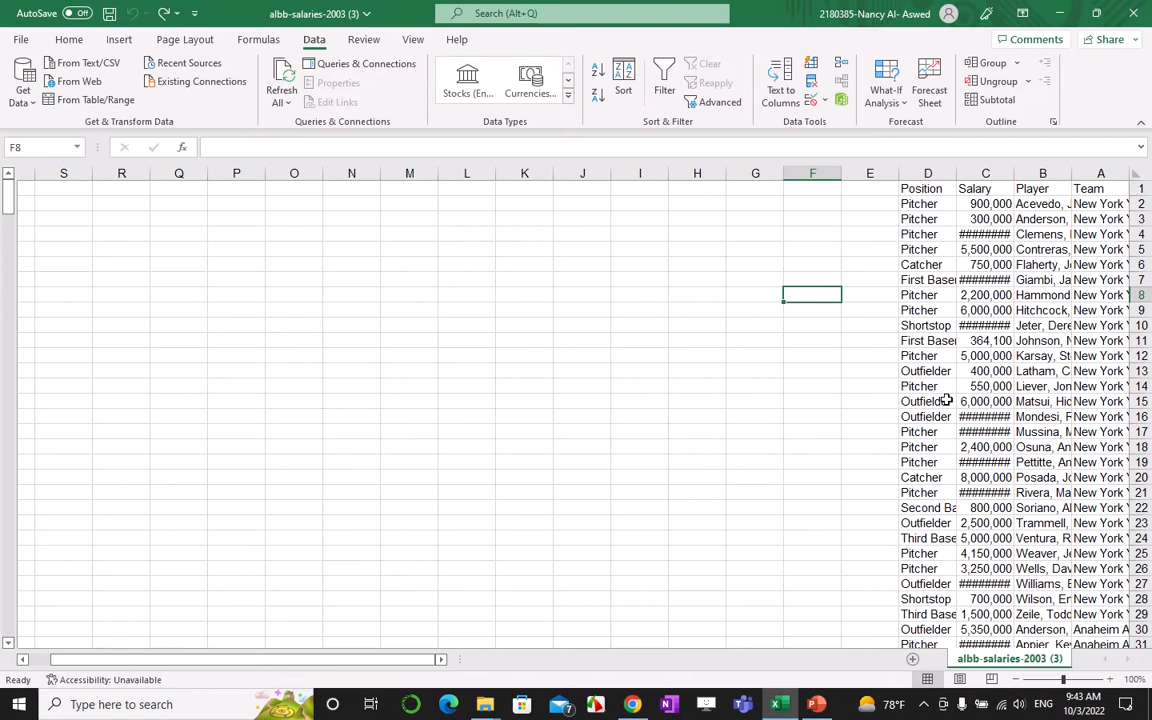 AutoSave Off albb-salaries-2003 (3) Search (Alt+Q) 2180385-Nancy Al- Aswed
File Home Insert Page Layout Formulas Data Review View Help Comments Share
Get Data
From Text/CSV
From Web
From Table/Range
Recent Sources
Existing Connections
Get & Transform Data
Refresh All
Queries & Connections
Properties
Edit Links
Queries & Connections
Stocks (En... Currencies...
Data Types
Sort
Filter
Clear
Reapply
Advanced
Sort & Filter
Text to Columns
Data Tools
What-If Analysis
Forecast Sheet
Forecast
Group
Ungroup
Subtotal
Outline
F8 fx
S R Q P O N M L K J I H G F E D C B A
Position Salary Player Team 1
Pitcher 900,000 Acevedo, J New York Y 2
Pitcher 300,000 Anderson, New York Y 3
Pitcher ######## Clemens, New York Y 4
Pitcher 5,500,000 Contreras, New York Y 5
Catcher 750,000 Flaherty, Jo New York Y 6
First Baser ######## Giambi, Ja New York Y 7
Pitcher 2,200,000 Hammond New York Y 8
Pitcher 6,000,000 Hitchcock, New York Y 9
Shortstop ######## Jeter, Dere New York Y 10
First Baser 364,100 Johnson, N New York Y 11
Pitcher 5,000,000 Karsay, St New York Y 12
Outfielder 400,000 Latham, C New York Y 13
Pitcher 550,000 Liever, Jon New York Y 14
Outfielder 6,000,000 Matsui, Hid New York Y 15
Outfielder ######## Mondesi, F New York Y 16
Pitcher ######## Mussina, M New York Y 17
Pitcher 2,400,000 Osuna, An New York Y 18
Pitcher ######## Pettitte, An New York Y 19
Catcher 8,000,000 Posada, Jo New York Y 20
Pitcher ######## Rivera, Ma New York Y 21
Second Ba 800,000 Soriano, Al New York Y 22
Outfielder 2,500,000 Trammell, New York Y 23
Third Base 5,000,000 Ventura, R New York Y 24
Pitcher 4,150,000 Weaver, Je New York Y 25
Pitcher 3,250,000 Wells, Dav New York Y 26
Outfielder ######## Williams, B New York Y 27
Shortstop 700,000 Wilson, En New York Y 28
Third Base 1,500,000 Zeile, Todd New York Y 29
Outfielder 5,350,000 Anderson, Anaheim A 30
Pitcher ######## Appier, Ke Anaheim A 31
albb-salaries-2003 (3)
Ready Accessibility: Unavailable 100%
Type here to search 7 78°F ENG 9:43 AM
10/3/2022